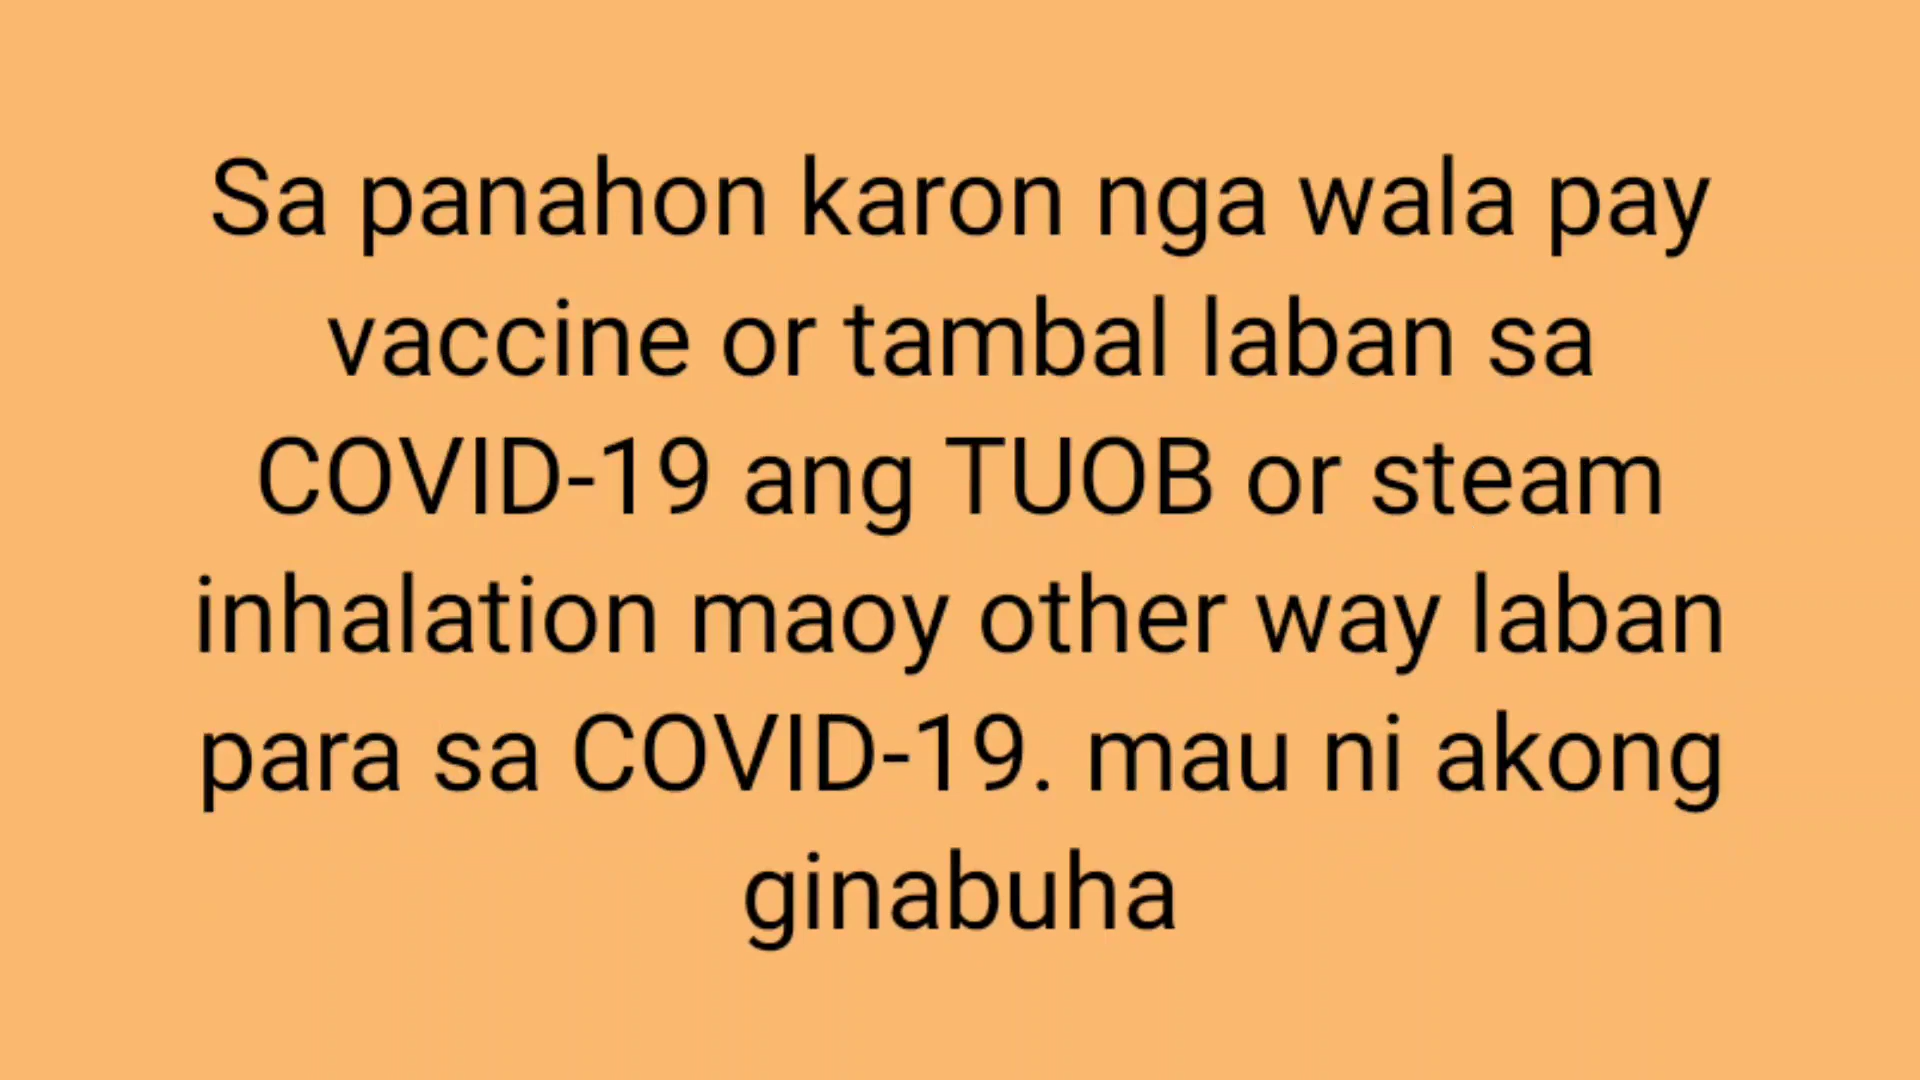 Sa panahon karon nga wala pay
vaccine or tambal laban sa
COVID-19 ang TUOB or steam
inhalation maoy other way laban
para sa COVID-19. mau ni akong
ginabuha